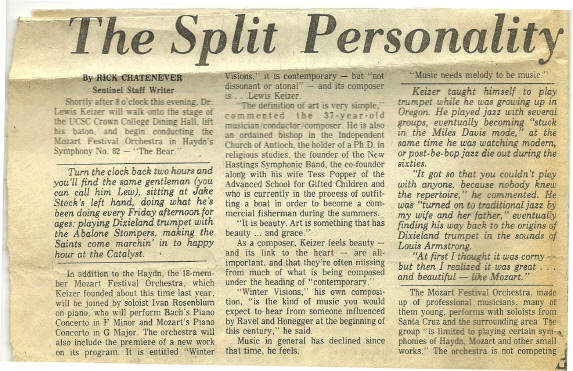 The Split Personality
By RICK CHATENEVER
Sentinel Staff Writer
Shortly after 8 o'clock this evening, Dr.
Lewis Keizer will walk onto the stage of
the UCSC Crown College Dining Hall, lift
his baton, and begin conducting the
Mozart Festival Orchestra in Haydn's
Symphony No. 82 — "The Bear."
Turn the clock back two hours and
you'll find the same gentleman (you
can call him Lew), sitting at Jake
Stock's left hand, doing what he's
been doing every Friday afternoon for
ages: playing Dixieland trumpet with
the Abalone Stompers, making the
Saints come marchin' in to happy
hour at the Catalyst.
In addition to the Haydn, the 18-mem-
ber Mozart Festival Orchestra, which
Keizer founded about this time last year,
will be joined by soloist Ivan Rosenblum
on piano, who will perform Bach's Piano
Concerto in F Minor and Mozart's Piano
Concerto in G Major. The orchestra will
also include the premiere of a new work
on its program. It is entitled "Winter
Visions," it is contemporary — but "not
dissonant or atonal" — and its composer
is . . . Lewis Keizer.
"The definition of art is very simple,"
commented the 37-year-old
musician/conductor/composer. He is also
an ordained bishop in the Independent
Church of Antioch, the holder of a Ph.D. in
religious studies, the founder of the New
Hastings Symphonic Band, the co-founder
along with his wife Tess Popper of the
Advanced School for Gifted Children and
who is currently in the process of outfit-
ting a boat in order to become a com-
mercial fisherman during the summers.
"It is beauty. Art is something that has
beauty . . . and grace."
As a composer, Keizer feels beauty —
and its link to the heart — are all-
important, and that they're often missing
from much of what is being composed
under the heading of "contemporary."
"Winter Visions," his own composi-
tion, "is the kind of music you would
expect to hear from someone influenced
by Ravel and Honegger at the beginning of
this century," he said.
Music in general has declined since
that time, he feels.
"Music needs melody to be music."
Keizer taught himself to play
trumpet while he was growing up in
Oregon. He played jazz with several
groups, eventually becoming "stuck
in the Miles Davis mode," at the
same time he was watching modern,
or post-be-bop jazz die out during the
sixties.
"It got so that you couldn't play
with anyone, because nobody knew
the repertoire," he commented. He
was "turned on to traditional jazz by
my wife and her father," eventually
finding his way back to the origins of
Dixieland trumpet in the sounds of
Louis Armstrong.
"At first I thought it was corny —
but then I realized it was great . . .
and beautiful — like Mozart."
The Mozart Festival Orchestra, made
up of professional musicians, many of
them young, performs with soloists from
Santa Cruz and the surrounding area. The
group "is limited to playing certain sym-
phonies of Haydn, Mozart and other small
works." The orchestra is not competing